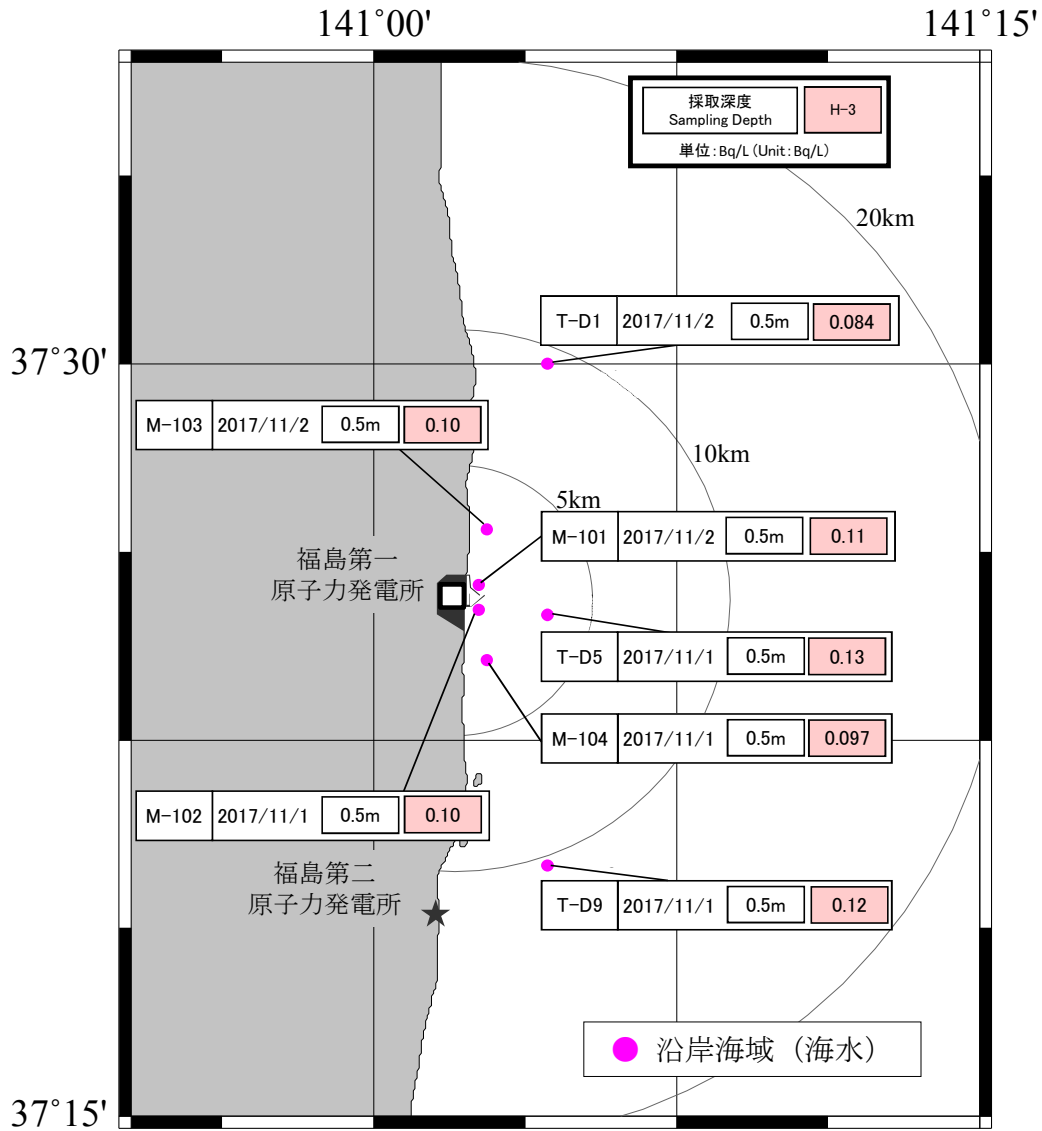 141°00'
141°15'
採取深度
Sampling Depth
H-3
単位:Bq/L (Unit:Bq/L)
20km
T-D1 2017/11/2 0.5m 0.084
37°30'
M-103 2017/11/2 0.5m 0.10
10km
5km
M-101 2017/11/2 0.5m 0.11
福島第一
原子力発電所
T-D5 2017/11/1 0.5m 0.13
M-104 2017/11/1 0.5m 0.097
M-102 2017/11/1 0.5m 0.10
福島第二
原子力発電所
T-D9 2017/11/1 0.5m 0.12
沿岸海域（海水）
37°15'